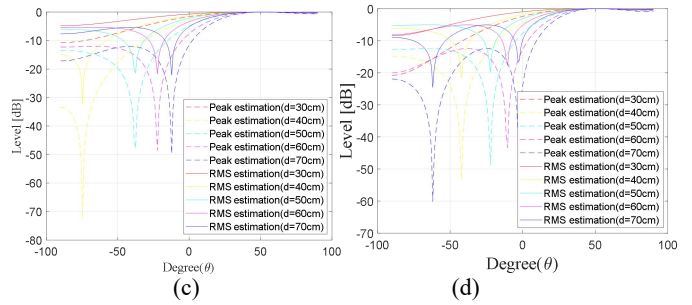 0
-10
-20
-30
-40
-50
-60
-70
-80
-100
-50
0
50
100
Level [dB]
Degree(θ)
Peak estimation(d=30cm)
Peak estimation(d=40cm)
Peak estimation(d=50cm)
Peak estimation(d=60cm)
Peak estimation(d=70cm)
RMS estimation(d=30cm)
RMS estimation(d=40cm)
RMS estimation(d=50cm)
RMS estimation(d=60cm)
RMS estimation(d=70cm)
(c)
0
-10
-20
-30
-40
-50
-60
-70
-100
-50
0
50
100
Level [dB]
Degree(θ)
Peak estimation(d=30cm)
Peak estimation(d=40cm)
Peak estimation(d=50cm)
Peak estimation(d=60cm)
Peak estimation(d=70cm)
RMS estimation(d=30cm)
RMS estimation(d=40cm)
RMS estimation(d=50cm)
RMS estimation(d=60cm)
RMS estimation(d=70cm)
(d)